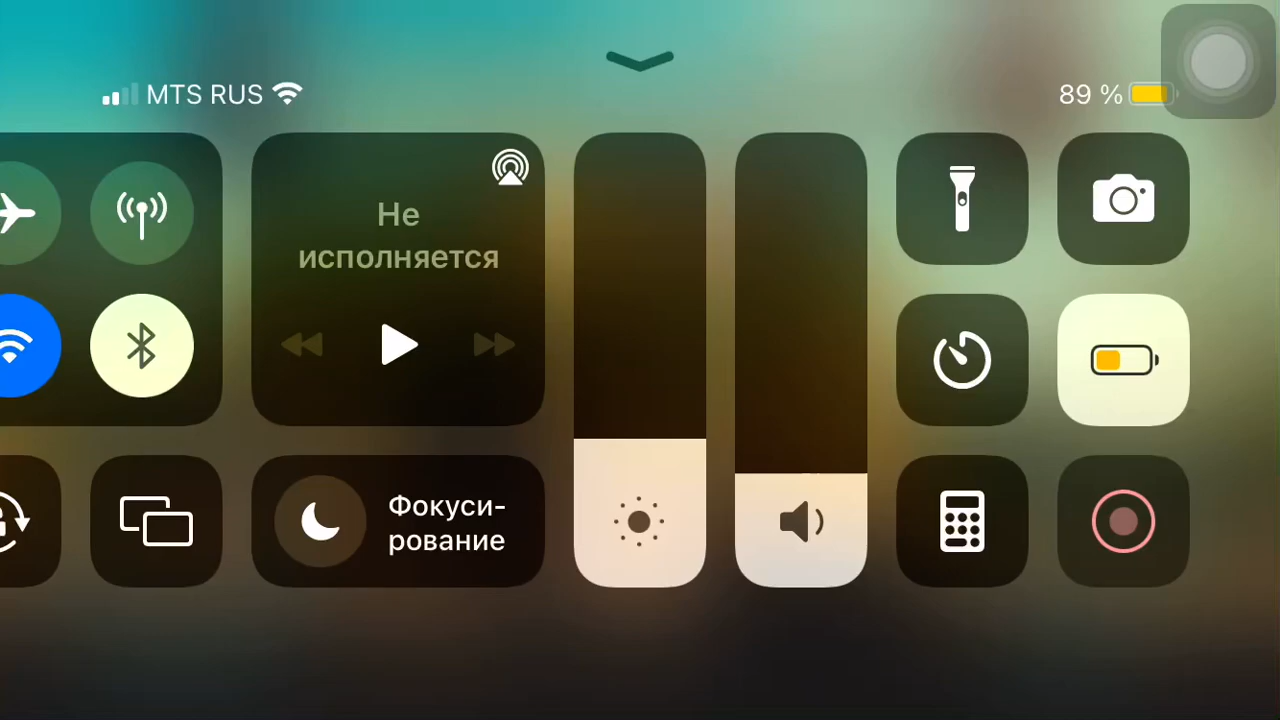 MTS RUS
89 %
Не
исполняется
Фокуси-
рование